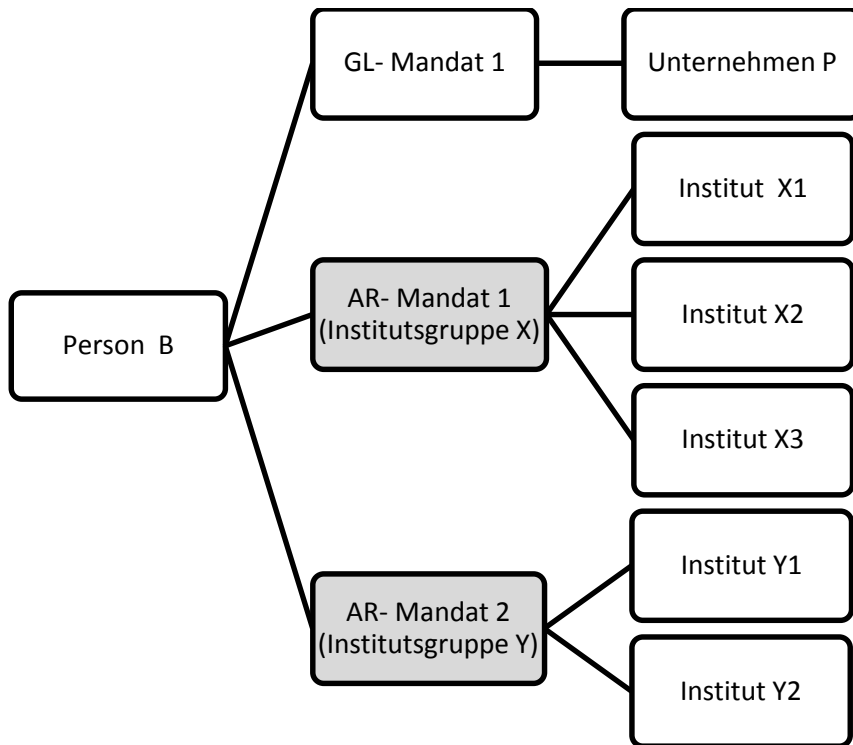 GL- Mandat 1
Unternehmen P
Institut X1
AR- Mandat 1
(Institutsgruppe X)
Institut X2
Person B
Institut X3
Institut Y1
AR- Mandat 2
(Institutsgruppe Y)
Institut Y2